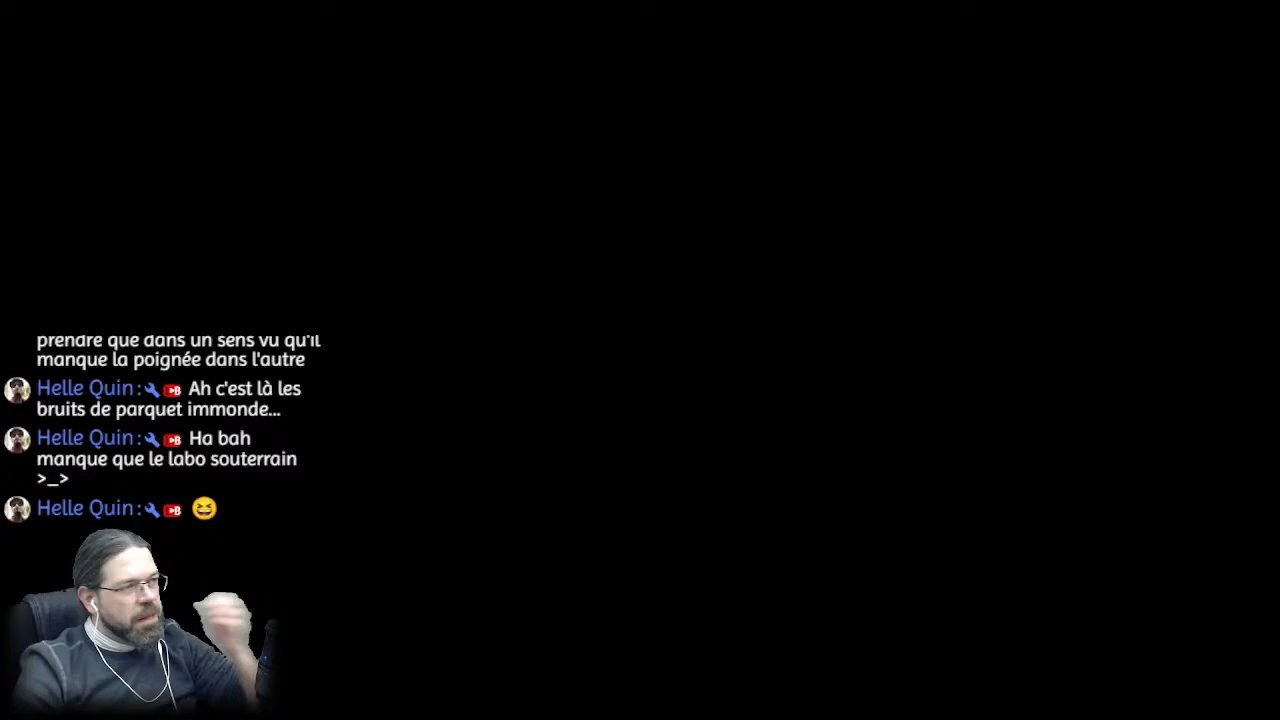 prendre que dans un sens vu qu'il
manque la poignée dans l'autre
Helle Quin: Ah c'est là les
bruits de parquet immonde...
Helle Quin: Ha bah
manque que le labo souterrain
>_>
Helle Quin: 😆